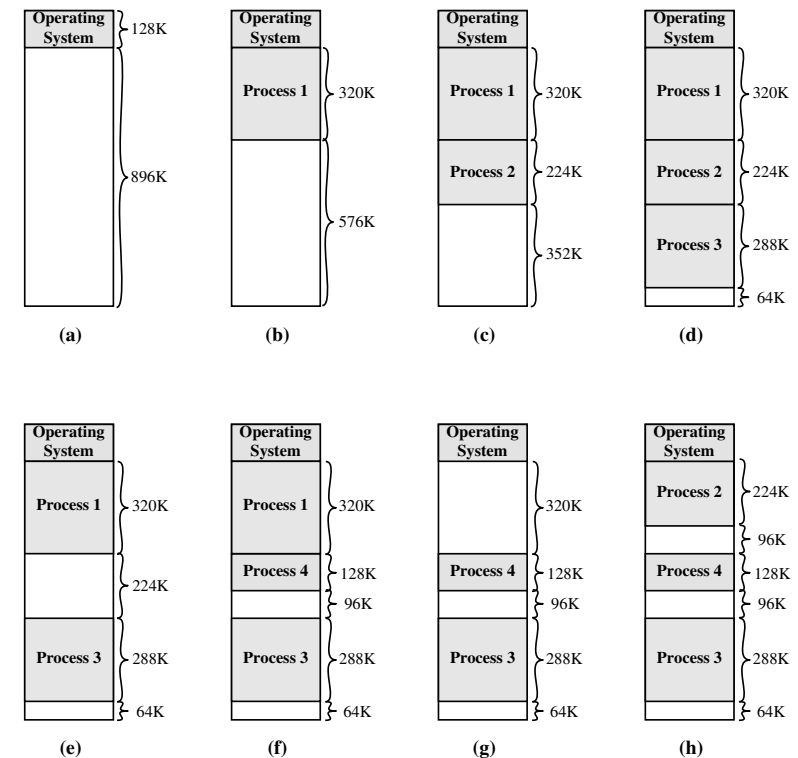 Operating
System
128K
896K
(a)
Operating
System
Process 1
320K
576K
(b)
Operating
System
Process 1
320K
Process 2
224K
352K
(c)
Operating
System
Process 1
320K
Process 2
224K
Process 3
288K
64K
(d)
Operating
System
Process 1
320K
224K
Process 3
288K
64K
(e)
Operating
System
Process 1
320K
Process 4
128K
96K
Process 3
288K
64K
(f)
Operating
System
320K
Process 4
128K
96K
Process 3
288K
64K
(g)
Operating
System
Process 2
224K
96K
Process 4
128K
96K
Process 3
288K
64K
(h)